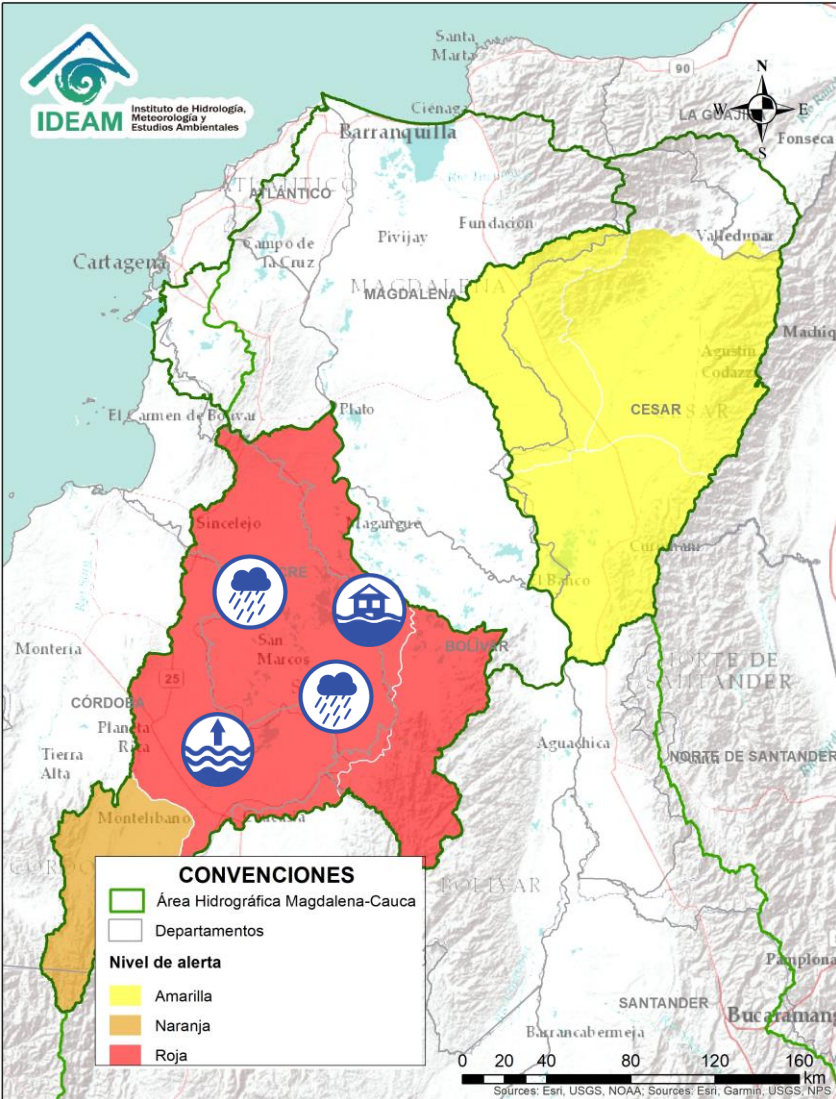 IDEAM
Instituto de Hidrología,
Meteorología y
Estudios Ambientales
Santa
Marta
90
N
W
E
S
LA GUAJIR
Ciénaga
Barranquilla
Fonseca
ATLÁNTICO
Fundación
Pivijay
Valledupar
Campo de
la Cruz
Cartagena
MAGDALENA
Agustín
Codazzi
CESAR
El Carmen de Bolívar
Plato
Sincelejo
Magangue
El Banco
San
Marcos
BOLÍVAR
Montería
25
CÓRDOBA
Planeta
Rica
Tierra
Alta
NORTE DE
SANTANDER
Aguachica
NORTE DE SANTANDER
Montelíbano
BOLÍVAR
Pamplona
SANTANDER
Bucaramang
Barrancabermeja
CONVENCIONES
Área Hidrográfica Magdalena-Cauca
Departamentos
Nivel de alerta
Amarilla
Naranja
Roja
0 20 40 80 120 160
km
Sources: Esri, USGS, NOAA; Sources: Esri, Garmin, USGS, NPS